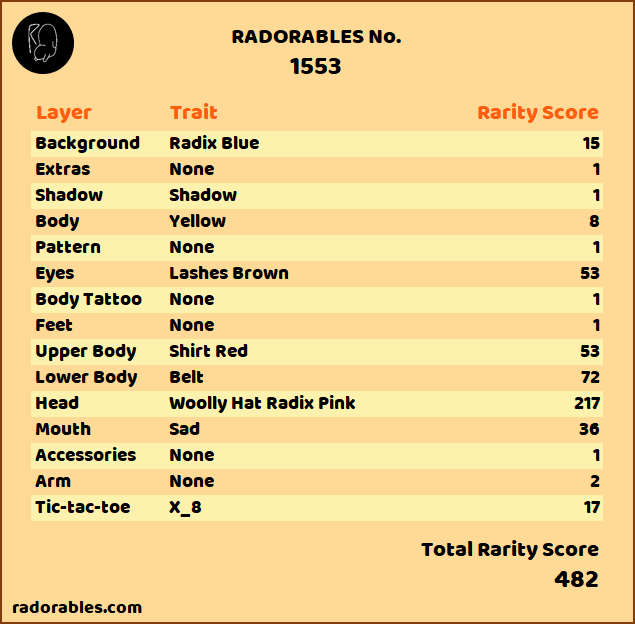 RADORABLES No.
1553
Layer Trait Rarity Score
Background Radix Blue 15
Extras None 1
Shadow Shadow 1
Body Yellow 8
Pattern None 1
Eyes Lashes Brown 53
Body Tattoo None 1
Feet None 1
Upper Body Shirt Red 53
Lower Body Belt 72
Head Woolly Hat Radix Pink 217
Mouth Sad 36
Accessories None 1
Arm None 2
Tic-tac-toe X_8 17
Total Rarity Score
482
radorables.com